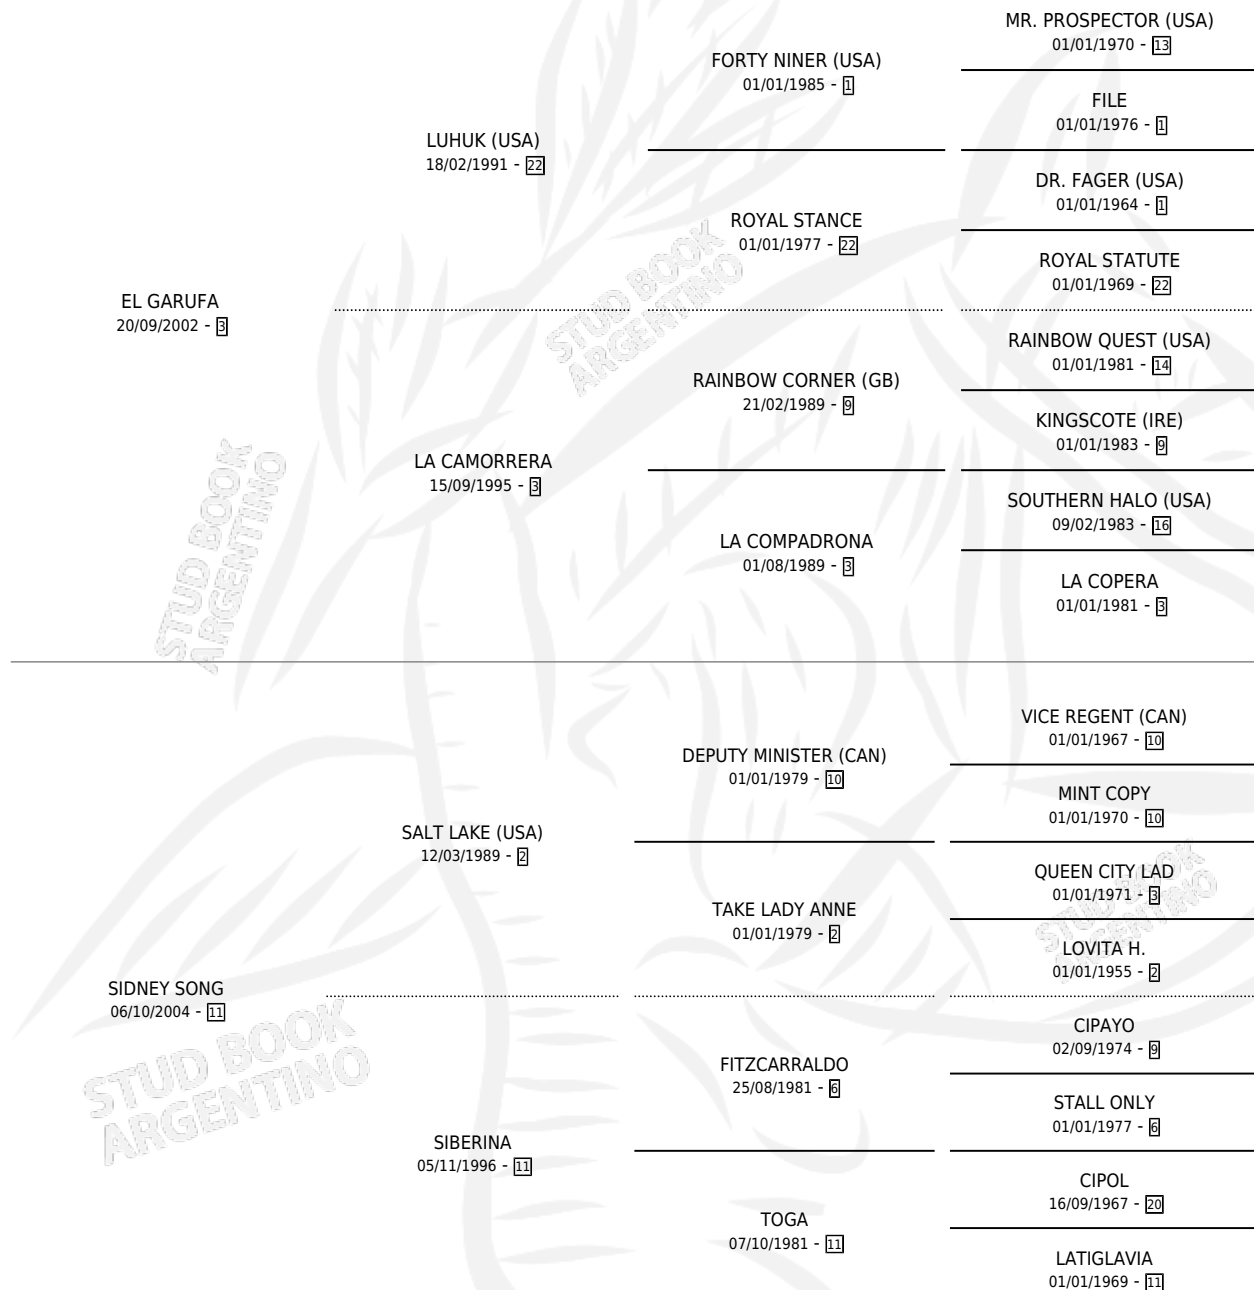 MR. PROSPECTOR (USA)
01/01/1970 - 13
FORTY NINER (USA)
01/01/1985 - 1
FILE
01/01/1976 - 1
LUHUK (USA)
18/02/1991 - 22
DR. FAGER (USA)
01/01/1964 - 1
ROYAL STANCE
01/01/1977 - 22
ROYAL STATUTE
01/01/1969 - 22
EL GARUFA
20/09/2002 - 3
RAINBOW QUEST (USA)
01/01/1981 - 14
RAINBOW CORNER (GB)
21/02/1989 - 9
KINGSCOTE (IRE)
01/01/1983 - 9
LA CAMORRERA
15/09/1995 - 3
SOUTHERN HALO (USA)
09/02/1983 - 16
LA COMPADRONA
01/08/1989 - 3
LA COPERA
01/01/1981 - 3
VICE REGENT (CAN)
01/01/1967 - 10
DEPUTY MINISTER (CAN)
01/01/1979 - 10
MINT COPY
01/01/1970 - 10
SALT LAKE (USA)
12/03/1989 - 2
QUEEN CITY LAD
01/01/1971 - 3
TAKE LADY ANNE
01/01/1979 - 2
LOVITA H.
01/01/1955 - 2
SIDNEY SONG
06/10/2004 - 11
CIPAYO
02/09/1974 - 9
FITZCARRALDO
25/08/1981 - 6
STALL ONLY
01/01/1977 - 6
SIBERINA
05/11/1996 - 11
CIPOL
16/09/1967 - 20
TOGA
07/10/1981 - 11
LATIGLAVIA
01/01/1969 - 11
STUD BOOK
ARGENTINO
STUD BOOK
ARGENTINO
STUD BOOK
ARGENTINO
STUD BOOK
ARGENTINO